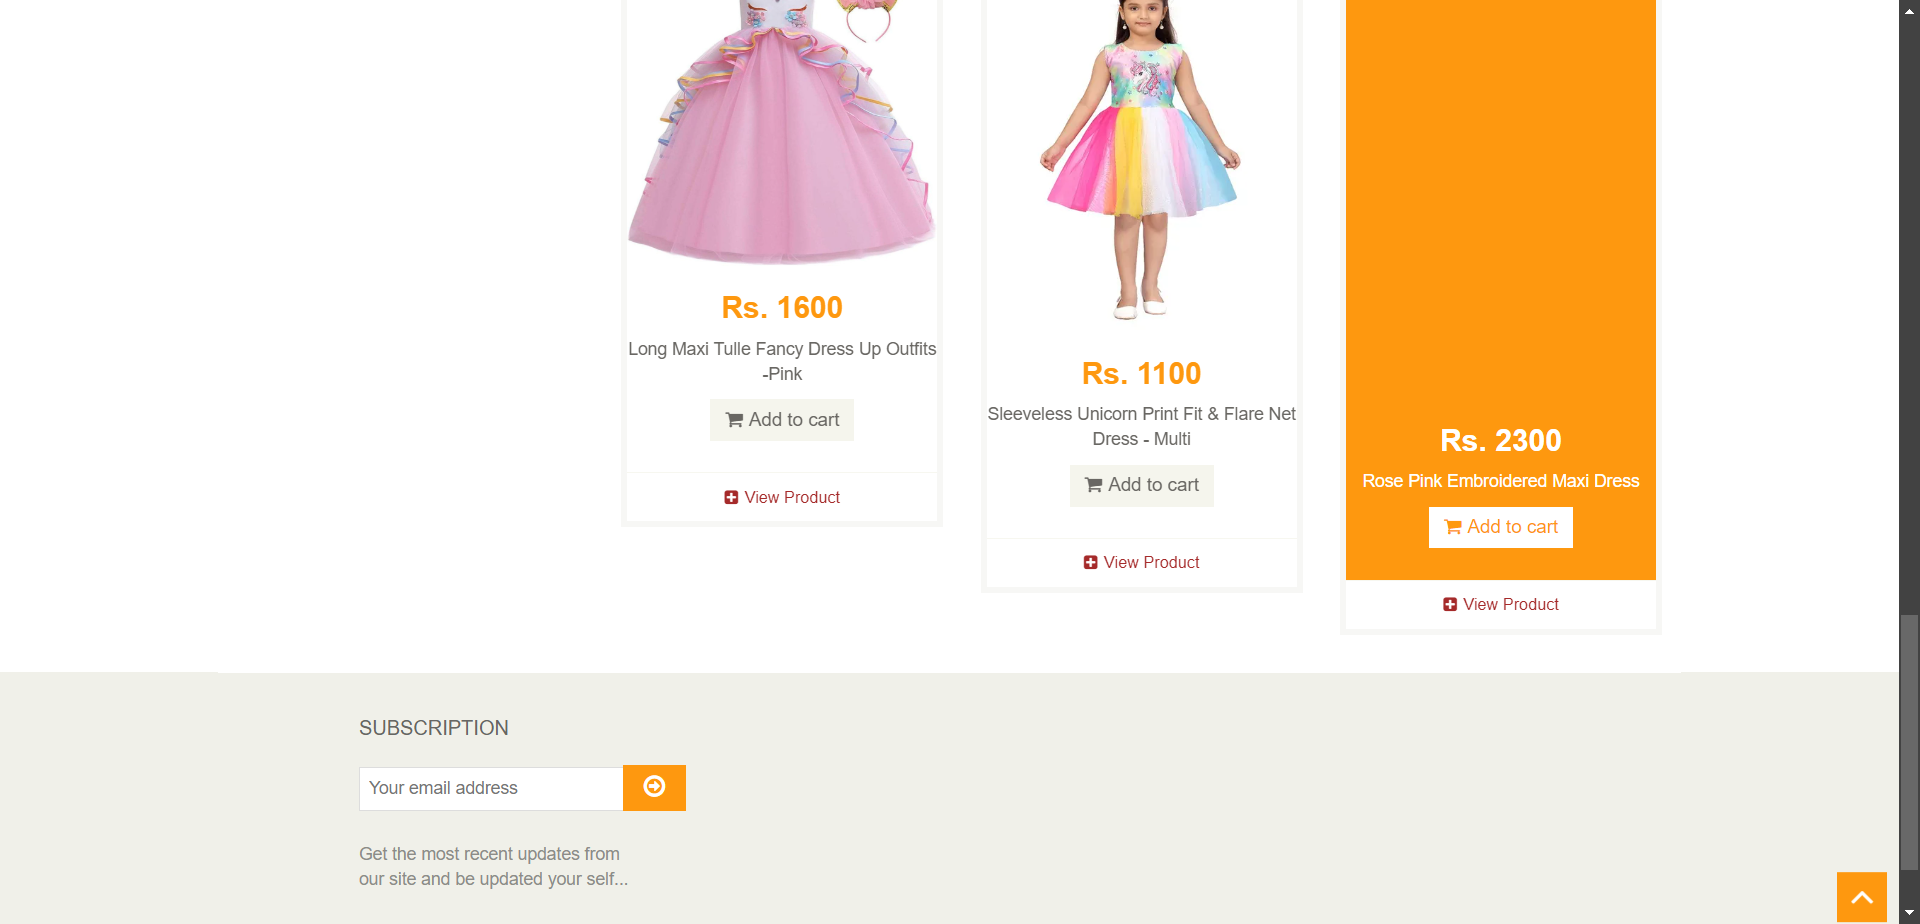 Rs. 1600
Long Maxi Tulle Fancy Dress Up Outfits
-Pink
Add to cart
View Product
Rs. 1100
Sleeveless Unicorn Print Fit & Flare Net
Dress - Multi
Add to cart
View Product
Rs. 2300
Rose Pink Embroidered Maxi Dress
Add to cart
View Product
SUBSCRIPTION
Your email address
Get the most recent updates from
our site and be updated your self...